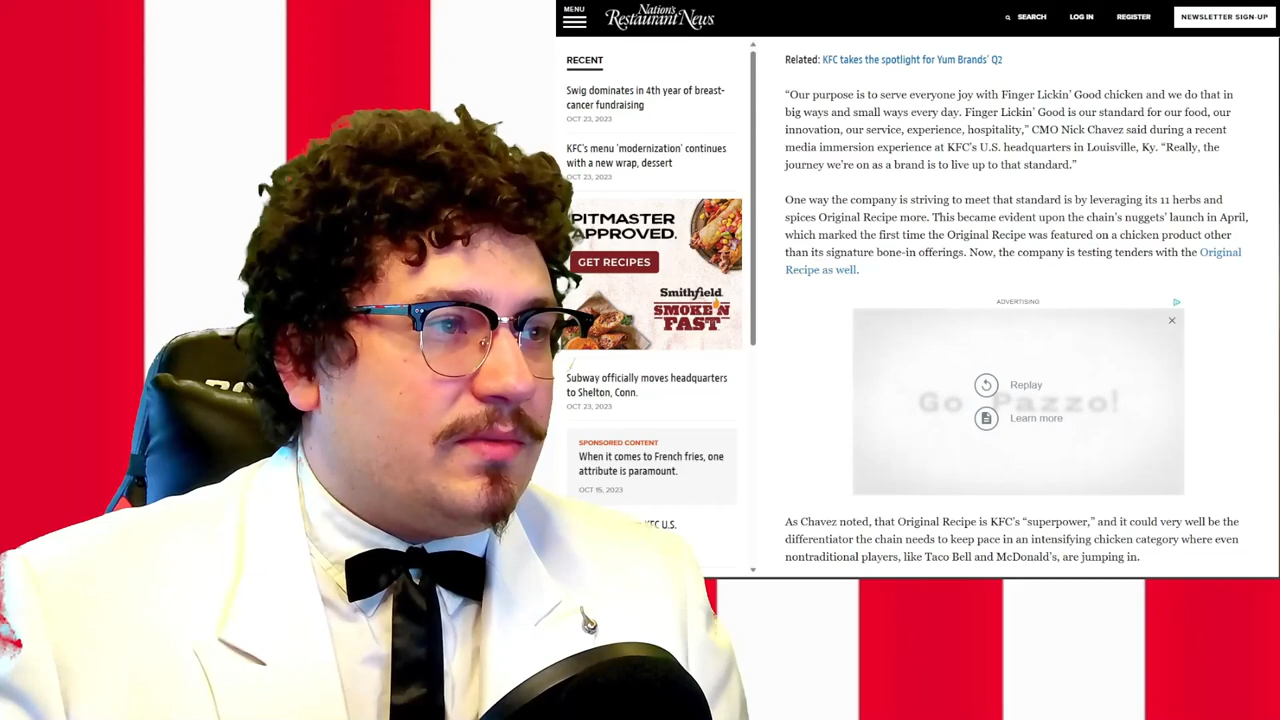 MENU
Nation's
Restaurant News
SEARCH
LOG IN
REGISTER
NEWSLETTER SIGN-UP
RECENT
Swig dominates in 4th year of breast-
cancer fundraising
OCT 23, 2023
KFC's menu 'modernization' continues
with a new wrap, dessert
OCT 23, 2023
PITMASTER
APPROVED.
GET RECIPES
Smithfield
SMOKE'N
FAST
Subway officially moves headquarters
to Shelton, Conn.
OCT 23, 2023
SPONSORED CONTENT
When it comes to French fries, one
attribute is paramount.
OCT 15, 2023
KFC U.S.
Related: KFC takes the spotlight for Yum Brands' Q2
“Our purpose is to serve everyone joy with Finger Lickin’ Good chicken and we do that in
big ways and small ways every day. Finger Lickin’ Good is our standard for our food, our
innovation, our service, experience, hospitality,” CMO Nick Chavez said during a recent
media immersion experience at KFC’s U.S. headquarters in Louisville, Ky. “Really, the
journey we’re on as a brand is to live up to that standard.”
One way the company is striving to meet that standard is by leveraging its 11 herbs and
spices Original Recipe more. This became evident upon the chain’s nuggets’ launch in April,
which marked the first time the Original Recipe was featured on a chicken product other
than its signature bone-in offerings. Now, the company is testing tenders with the Original
Recipe as well.
ADVERTISING
Replay
Go Pazzo!
Learn more
As Chavez noted, that Original Recipe is KFC’s “superpower,” and it could very well be the
differentiator the chain needs to keep pace in an intensifying chicken category where even
nontraditional players, like Taco Bell and McDonald’s, are jumping in.